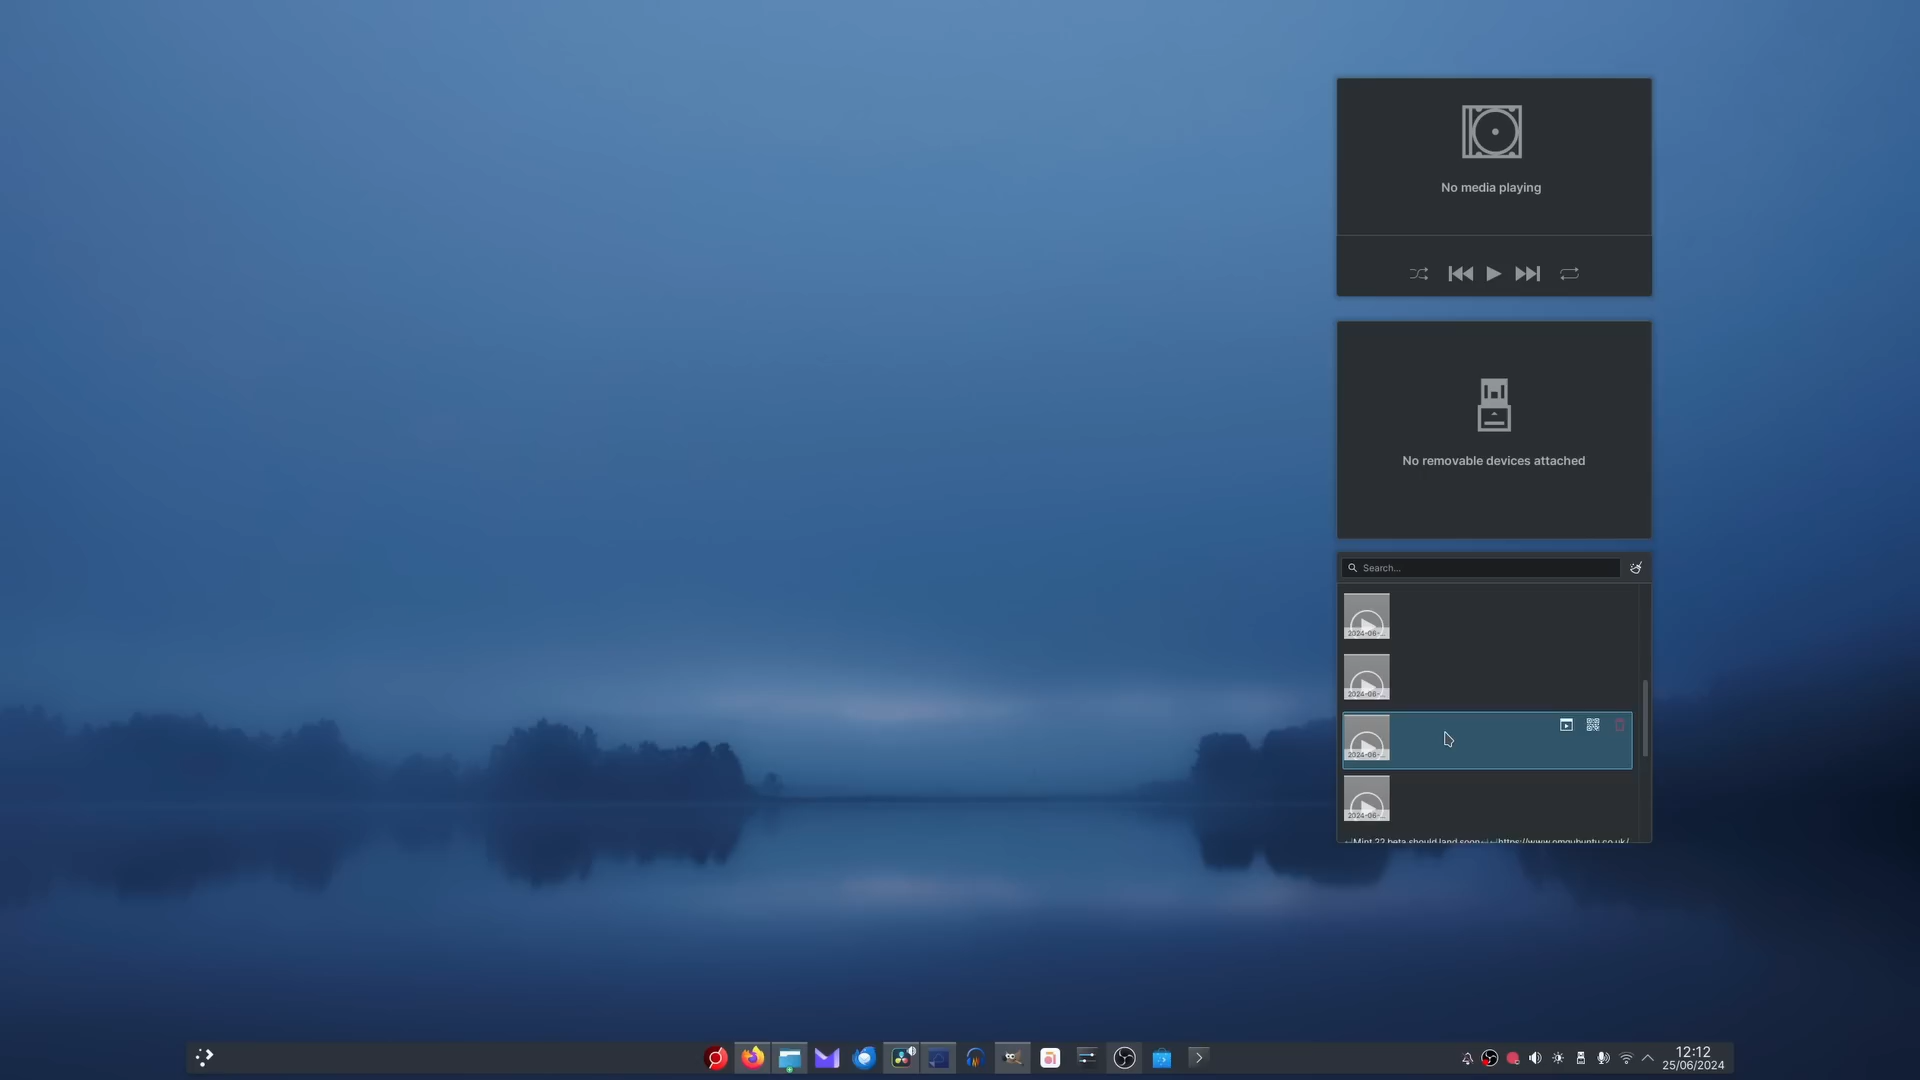 No media playing
No removable devices attached
Search...
2024-06-...
2024-06-...
2024-06-...
2024-06-...
Mint 22 beta should land soon https://www.omgubuntu.co.uk/
12:12
25/06/2024